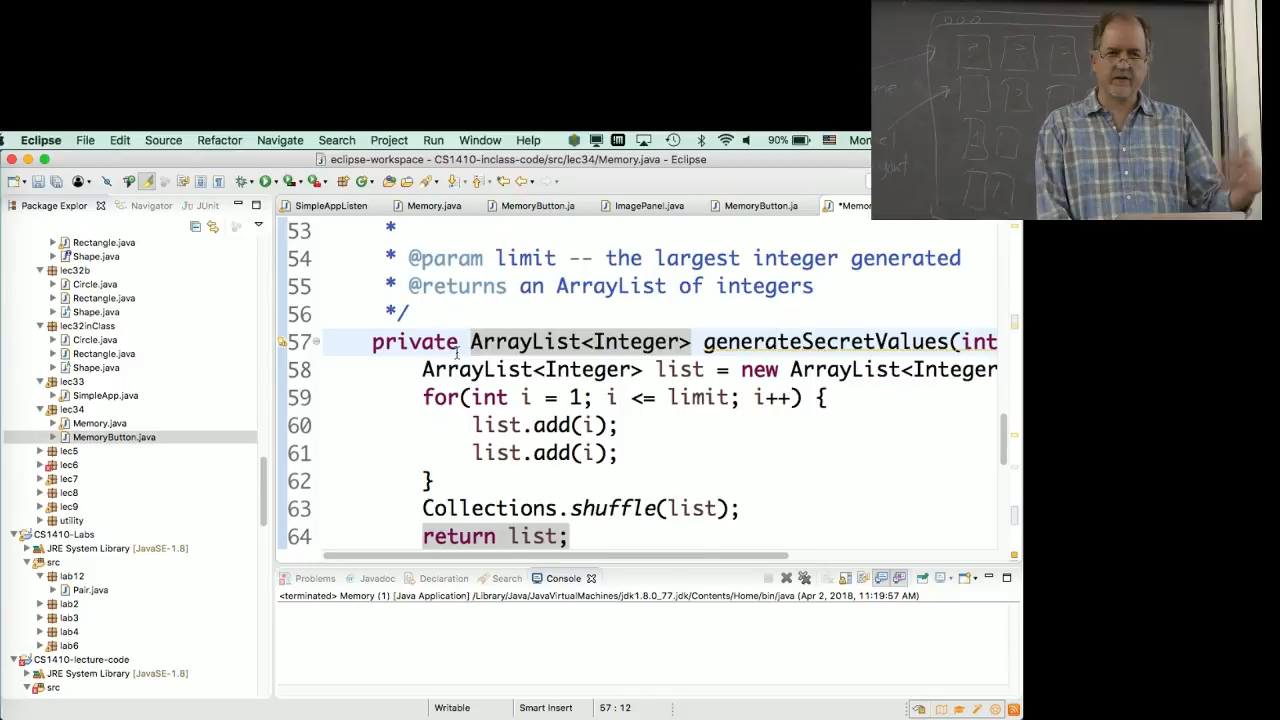 Eclipse File Edit Source Refactor Navigate Search Project Run Window Help 90% Mon
eclipse-workspace - CS1410-inclass-code/src/lec34/Memory.java - Eclipse
Package Explor Navigator JUnit
SimpleAppListen Memory.java MemoryButton.ja ImagePanel.java MemoryButton.ja *Memor
Rectangle.java
Shape.java
lec32b
Circle.java
Rectangle.java
Shape.java
lec32inClass
Circle.java
Rectangle.java
Shape.java
lec33
SimpleApp.java
lec34
Memory.java
MemoryButton.java
lec5
lec6
lec7
lec8
lec9
utility
CS1410-Labs
JRE System Library [JavaSE-1.8]
src
lab12
Pair.java
lab2
lab3
lab4
lab6
CS1410-lecture-code
JRE System Library [JavaSE-1.8]
src
53 *
54 * @param limit -- the largest integer generated
55 * @returns an ArrayList of integers
56 */
57 private ArrayList<Integer> generateSecretValues(int
58 ArrayList<Integer> list = new ArrayList<Integer
59 for(int i = 1; i <= limit; i++) {
60 list.add(i);
61 list.add(i);
62 }
63 Collections.shuffle(list);
64 return list;
Problems Javadoc Declaration Search Console
<terminated> Memory (1) [Java Application] /Library/Java/JavaVirtualMachines/jdk1.8.0_77.jdk/Contents/Home/bin/java (Apr 2, 2018, 11:19:57 AM)
Writable Smart Insert 57 : 12